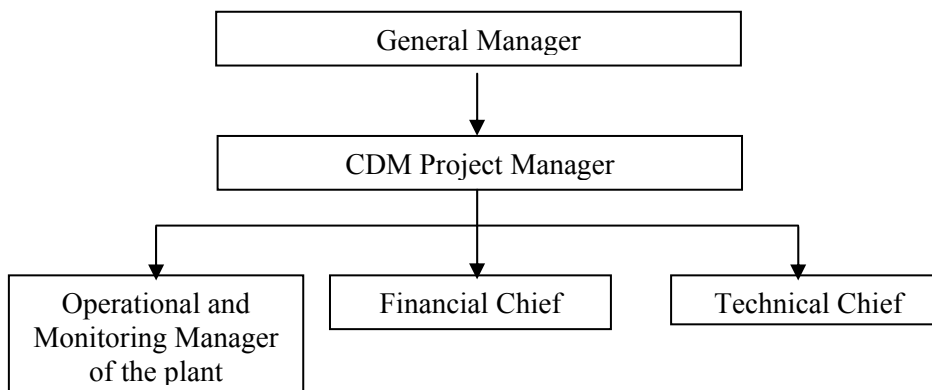 General Manager
CDM Project Manager
Operational and
Monitoring Manager
of the plant
Financial Chief
Technical Chief